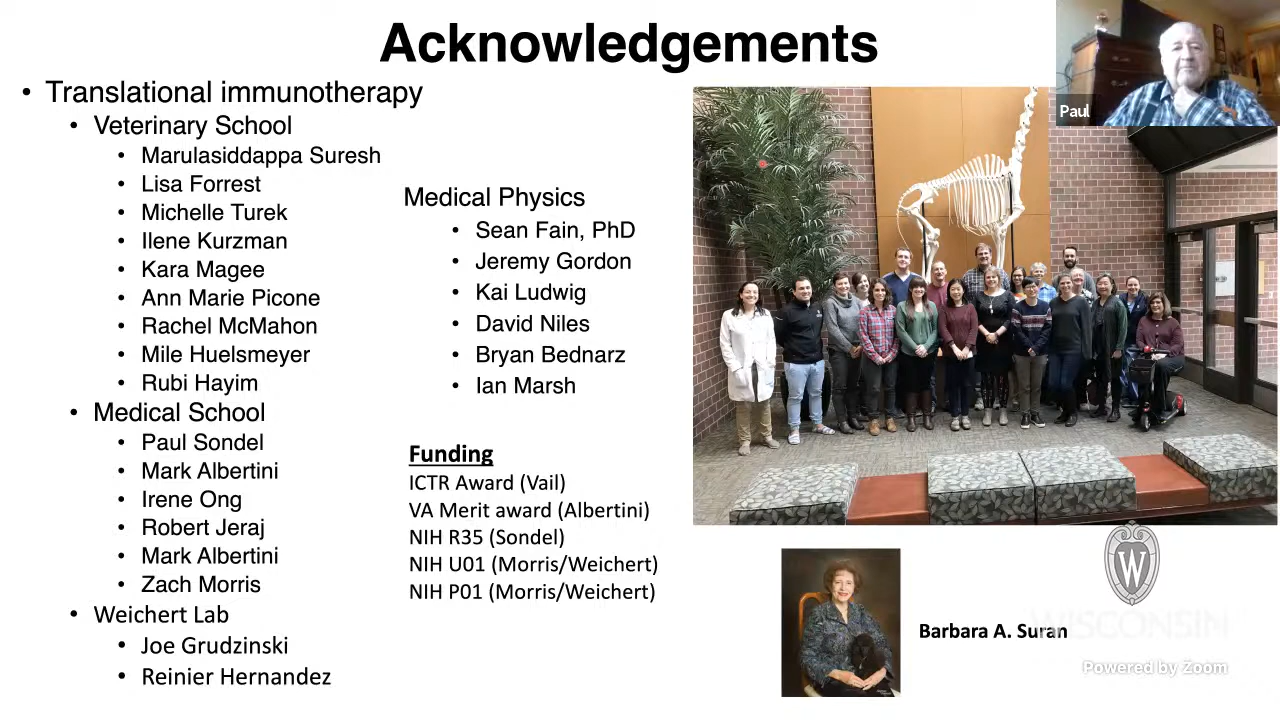 Acknowledgements
Paul
• Translational immunotherapy
• Veterinary School
• Marulasiddappa Suresh
• Lisa Forrest
• Michelle Turek
• Ilene Kurzman
• Kara Magee
• Ann Marie Picone
• Rachel McMahon
• Mile Huelsmeyer
• Rubi Hayim
• Medical School
• Paul Sondel
• Mark Albertini
• Irene Ong
• Robert Jeraj
• Mark Albertini
• Zach Morris
• Weichert Lab
• Joe Grudzinski
• Reinier Hernandez
Medical Physics
• Sean Fain, PhD
• Jeremy Gordon
• Kai Ludwig
• David Niles
• Bryan Bednarz
• Ian Marsh
Funding
ICTR Award (Vail)
VA Merit award (Albertini)
NIH R35 (Sondel)
NIH U01 (Morris/Weichert)
NIH P01 (Morris/Weichert)
Barbara A. Suran
W
WISCONSIN
Powered by Zoom